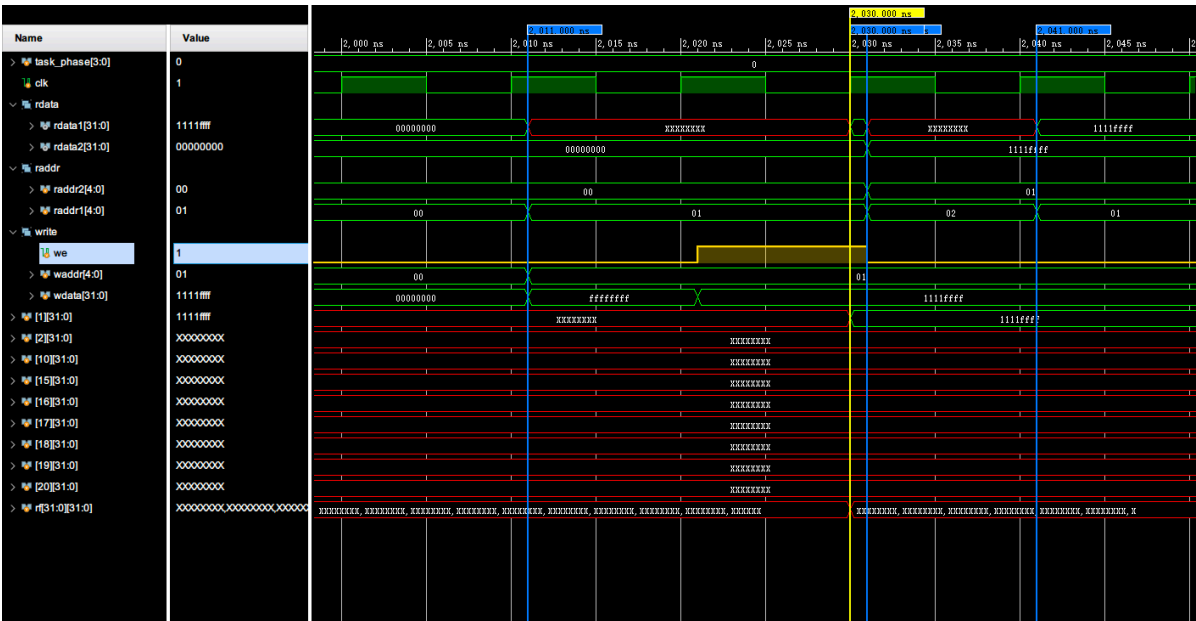 2,030.000 ns
2,011.000 ns 2,030.000 ns s 2,041.000 ns
Name Value 2,000 ns 2,005 ns 2,010 ns 2,015 ns 2,020 ns 2,025 ns 2,030 ns 2,035 ns 2,040 ns 2,045 ns 2
task_phase[3:0] 0 0
clk 1
rdata
rdata1[31:0] 1111ffff 00000000 XXXXXXXX XXXXXXXX 1111ffff
rdata2[31:0] 00000000 00000000 1111ffff
raddr
raddr2[4:0] 00 00 01
raddr1[4:0] 01 00 01 02 01
write
we 1
waddr[4:0] 01 00 01
wdata[31:0] 1111ffff 00000000 ffffffff 1111ffff
[1][31:0] 1111ffff XXXXXXXX 1111ffff
[2][31:0] XXXXXXXX XXXXXXXX
[10][31:0] XXXXXXXX XXXXXXXX
[15][31:0] XXXXXXXX XXXXXXXX
[16][31:0] XXXXXXXX XXXXXXXX
[17][31:0] XXXXXXXX XXXXXXXX
[18][31:0] XXXXXXXX XXXXXXXX
[19][31:0] XXXXXXXX XXXXXXXX
[20][31:0] XXXXXXXX XXXXXXXX
rf[31:0][31:0] XXXXXXXX,XXXXXXXX,XXXXXX XXXXXXXX, XXXXXXXX, XXXXXXXX, XXXXXXXX, XXXXXXXX, XXXXXXXX, XXXXXXXX, XXXXXXXX, XXXXXXXX, XXXXXX XXXXXXXX, XXXXXXXX, XXXXXXXX, XXXXXXXX, XXXXXXXX, XXXXXXXX, X